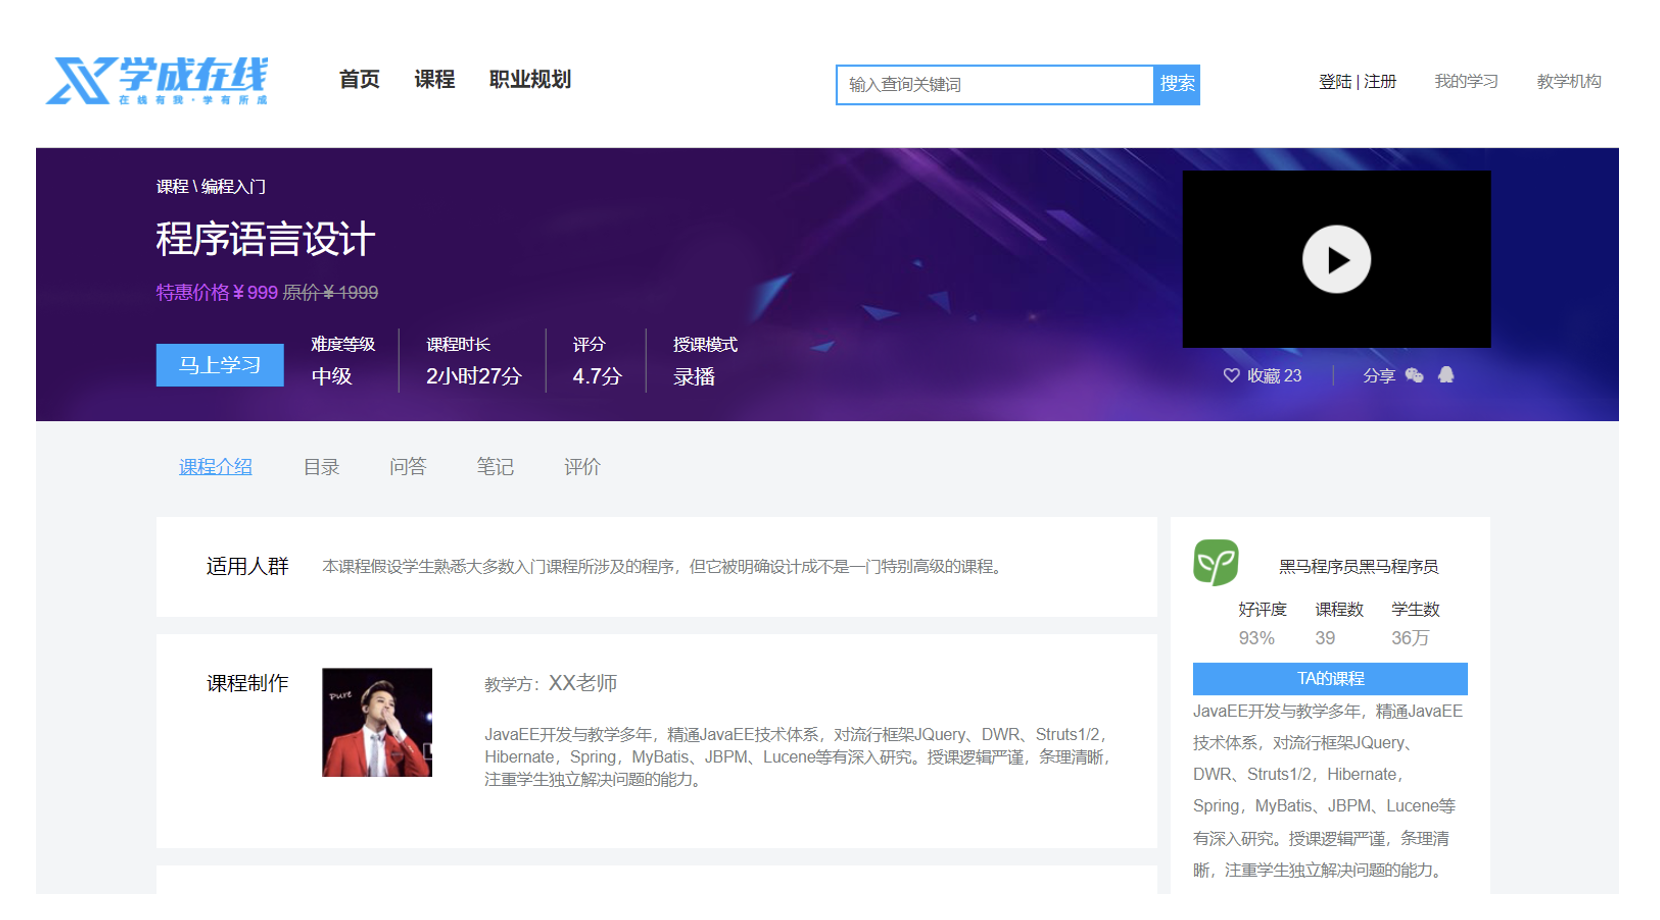 学成在线
在线有我·学有所成
首页 课程 职业规划
输入查询关键词 搜索
登陆 | 注册 我的学习 教学机构
课程 \ 编程入门
程序语言设计
特惠价格￥999 原价￥1999
马上学习
难度等级 课程时长 评分 授课模式
中级 2小时27分 4.7分 录播
收藏 23 分享
课程介绍 目录 问答 笔记 评价
适用人群 本课程假设学生熟悉大多数入门课程所涉及的程序，但它被明确设计成不是一门特别高级的课程。
课程制作
Pure
教学方：XX老师
JavaEE开发与教学多年，精通JavaEE技术体系，对流行框架JQuery、DWR、Struts1/2，
Hibernate，Spring，MyBatis、JBPM、Lucene等有深入研究。授课逻辑严谨，条理清晰，
注重学生独立解决问题的能力。
黑马程序员黑马程序员
好评度 课程数 学生数
93% 39 36万
TA的课程
JavaEE开发与教学多年，精通JavaEE
技术体系，对流行框架JQuery、
DWR、Struts1/2，Hibernate，
Spring，MyBatis、JBPM、Lucene等
有深入研究。授课逻辑严谨，条理清
晰，注重学生独立解决问题的能力。